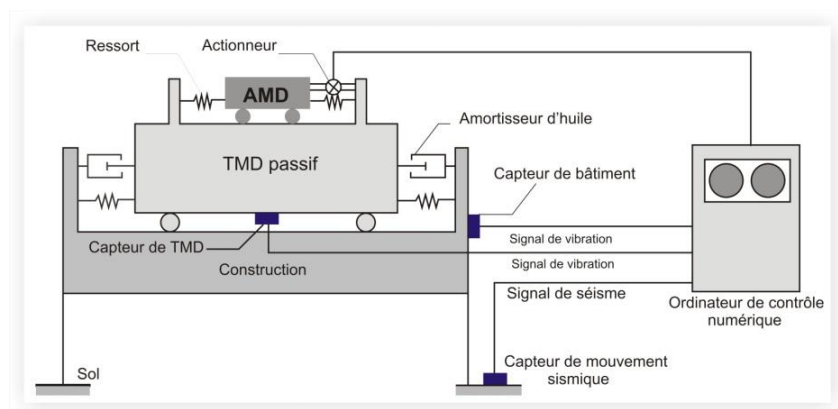 Ressort
Actionneur
AMD
Amortisseur d'huile
TMD passif
Capteur de bâtiment
Capteur de TMD
Signal de vibration
Signal de vibration
Construction
Signal de séisme
Ordinateur de contrôle
numérique
Sol
Capteur de mouvement
sismique